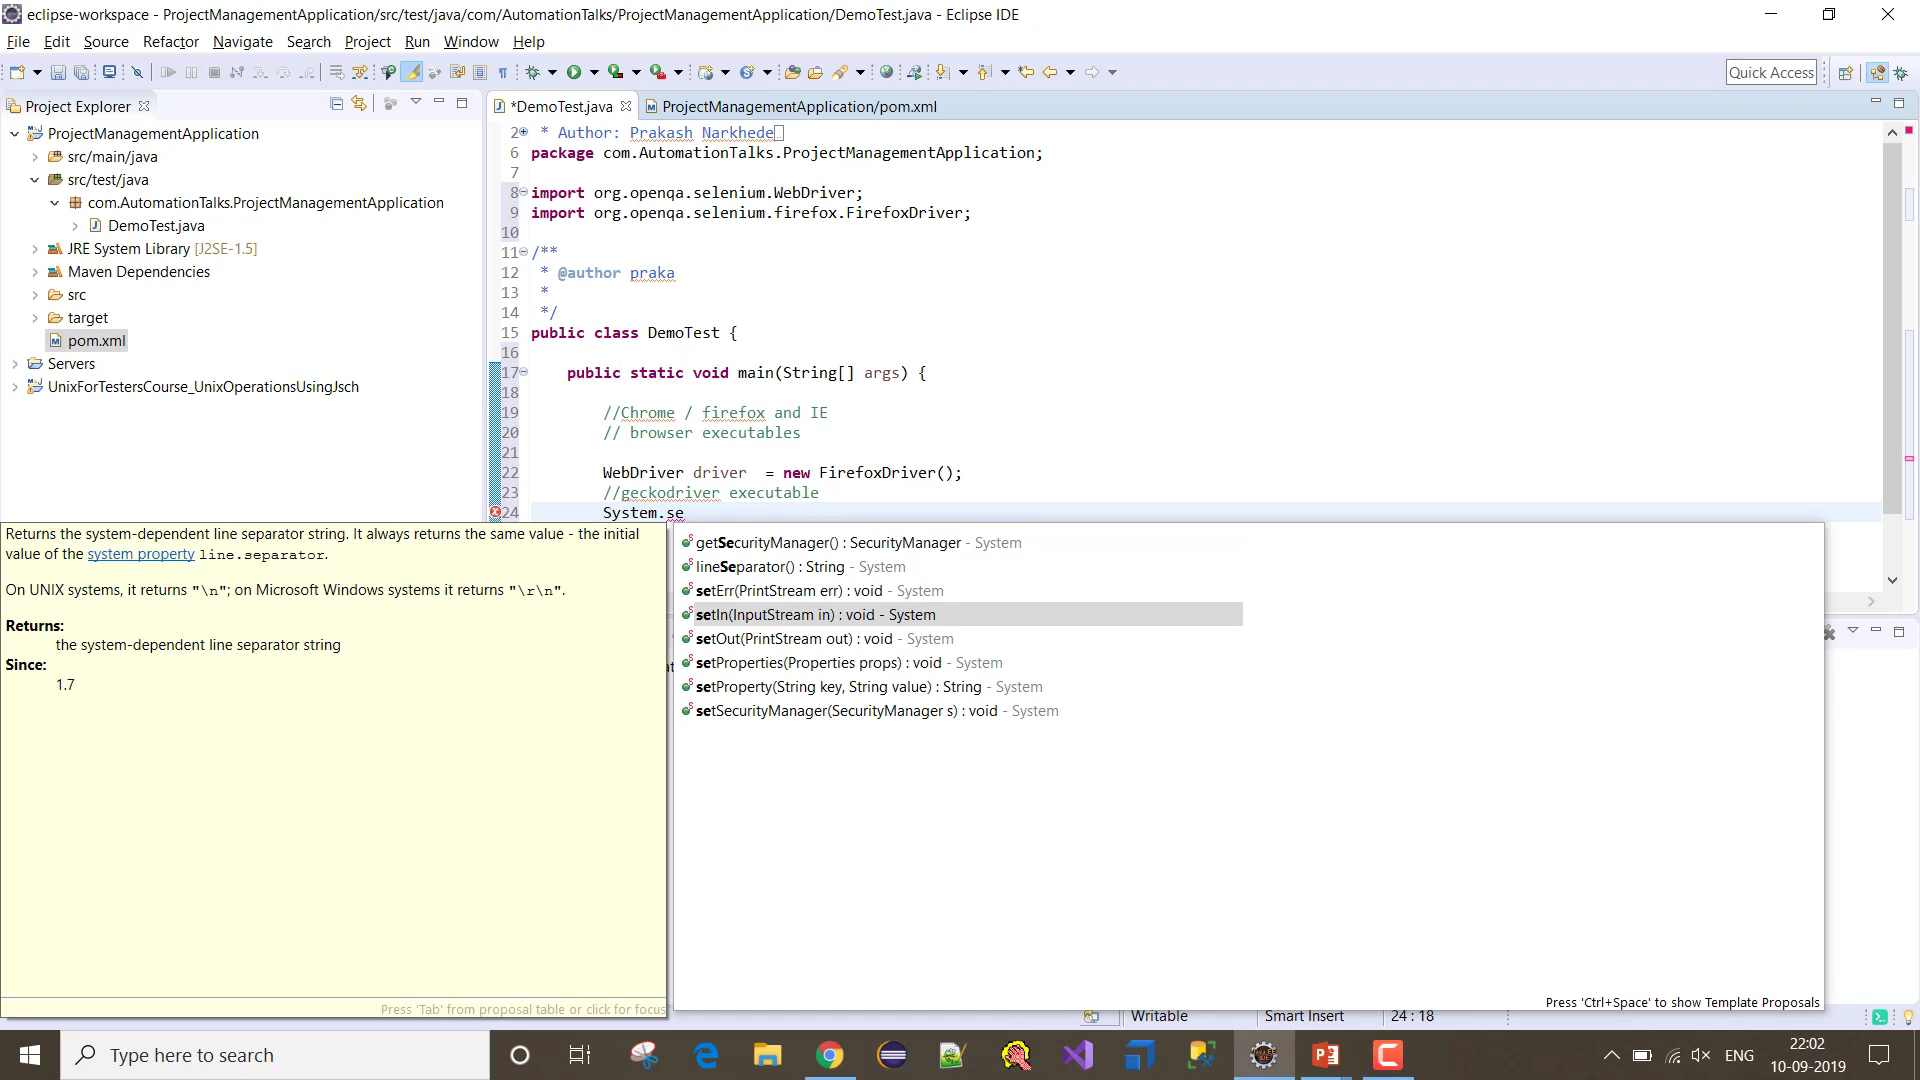 eclipse-workspace - ProjectManagementApplication/src/test/java/com/AutomationTalks/ProjectManagementApplication/DemoTest.java - Eclipse IDE
File Edit Source Refactor Navigate Search Project Run Window Help
Quick Access
Project Explorer
ProjectManagementApplication
src/main/java
src/test/java
com.AutomationTalks.ProjectManagementApplication
DemoTest.java
JRE System Library [J2SE-1.5]
Maven Dependencies
src
target
pom.xml
Servers
UnixForTestersCourse_UnixOperationsUsingJsch
*DemoTest.java ProjectManagementApplication/pom.xml
2 * Author: Prakash Narkhede
6 package com.AutomationTalks.ProjectManagementApplication;
7
8 import org.openqa.selenium.WebDriver;
9 import org.openqa.selenium.firefox.FirefoxDriver;
10
11 /**
12 * @author praka
13 *
14 */
15 public class DemoTest {
16
17 public static void main(String[] args) {
18
19 //Chrome / firefox and IE
20 // browser executables
21
22 WebDriver driver  = new FirefoxDriver();
23 //geckodriver executable
24 System.se
Returns the system-dependent line separator string. It always returns the same value - the initial
value of the system property line.separator.
On UNIX systems, it returns "\n"; on Microsoft Windows systems it returns "\r\n".
Returns:
the system-dependent line separator string
Since:
1.7
Press 'Tab' from proposal table or click for focus
getSecurityManager() : SecurityManager - System
lineSeparator() : String - System
setErr(PrintStream err) : void - System
setIn(InputStream in) : void - System
setOut(PrintStream out) : void - System
setProperties(Properties props) : void - System
setProperty(String key, String value) : String - System
setSecurityManager(SecurityManager s) : void - System
Press 'Ctrl+Space' to show Template Proposals
Writable Smart Insert 24 : 18
Type here to search
ENG
22:02
10-09-2019